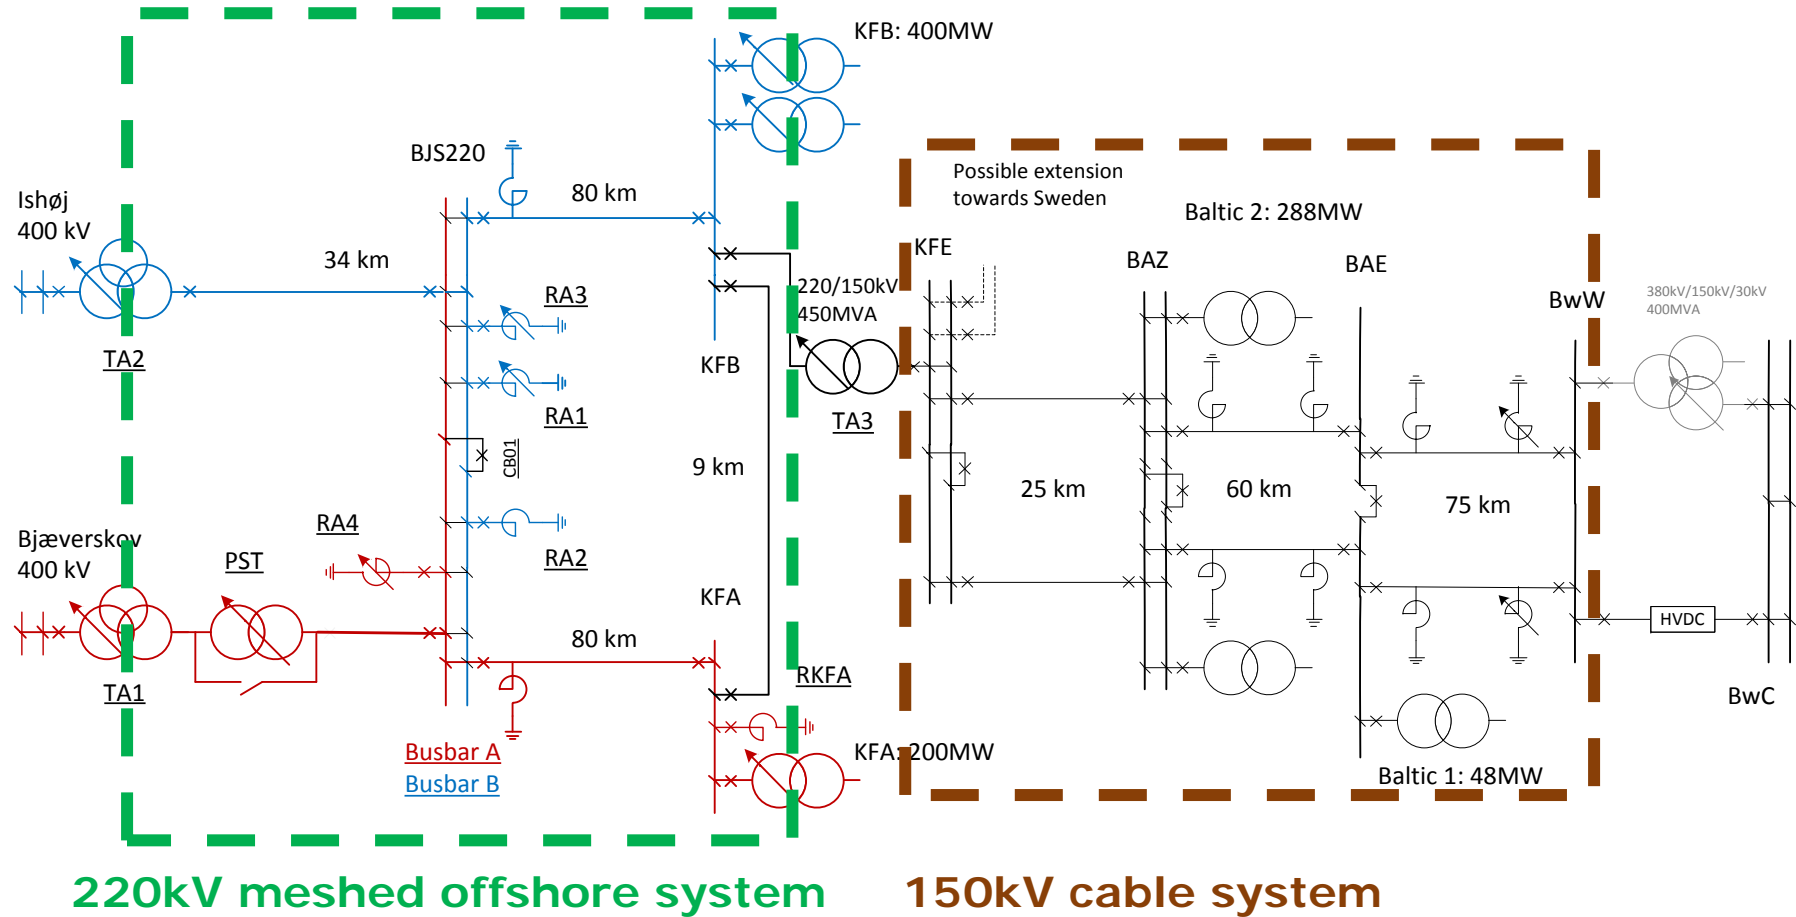 KFB: 400MW
BJS220
Possible extension
towards Sweden
80 km
Baltic 2: 288MW
Ishøj
400 kV
34 km
KFE
BAZ
BAE
BwW
RA3
220/150kV
450MVA
380kV/150kV/30kV
400MVA
TA2
KFB
RA1
TA3
CB01
9 km
25 km
60 km
75 km
RA4
Bjæverskov
400 kV
PST
RA2
KFA
80 km
HVDC
TA1
RKFA
BwC
Busbar A
KFA: 200MW
Busbar B
Baltic 1: 48MW
220kV meshed offshore system
150kV cable system